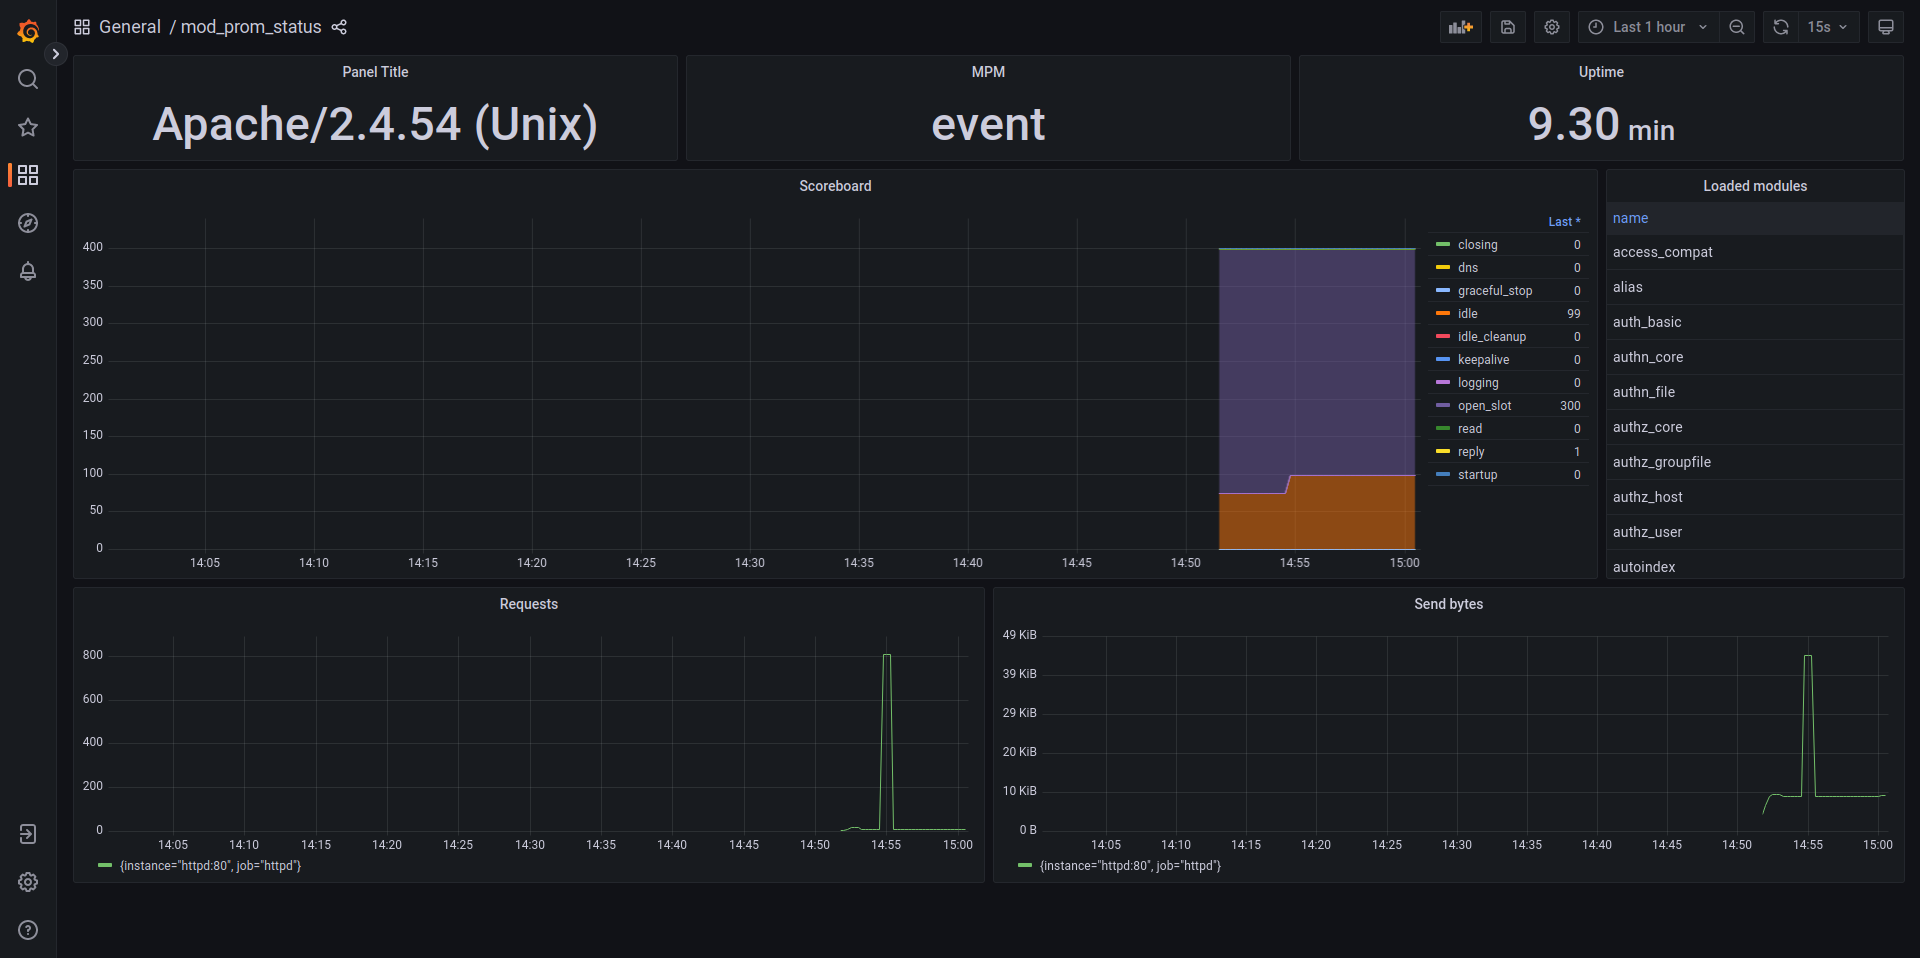 General / mod_prom_status
Last 1 hour
15s
Panel Title
Apache/2.4.54 (Unix)
MPM
event
Uptime
9.30 min
Scoreboard
400
350
300
250
200
150
100
50
0
14:05 14:10 14:15 14:20 14:25 14:30 14:35 14:40 14:45 14:50 14:55 15:00
Last *
closing 0
dns 0
graceful_stop 0
idle 99
idle_cleanup 0
keepalive 0
logging 0
open_slot 300
read 0
reply 1
startup 0
Loaded modules
name
access_compat
alias
auth_basic
authn_core
authn_file
authz_core
authz_groupfile
authz_host
authz_user
autoindex
Requests
800
600
400
200
0
14:05 14:10 14:15 14:20 14:25 14:30 14:35 14:40 14:45 14:50 14:55 15:00
{instance="httpd:80", job="httpd"}
Send bytes
49 KiB
39 KiB
29 KiB
20 KiB
10 KiB
0 B
14:05 14:10 14:15 14:20 14:25 14:30 14:35 14:40 14:45 14:50 14:55 15:00
{instance="httpd:80", job="httpd"}